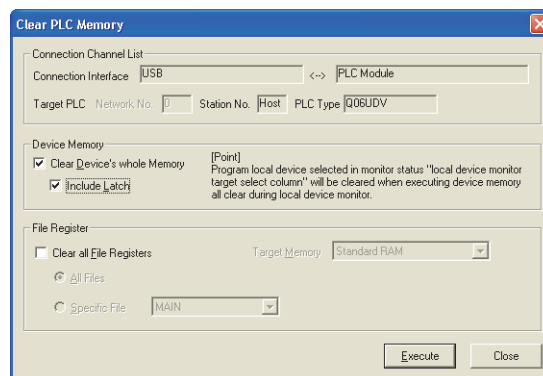 Clear PLC Memory
Connection Channel List
Connection Interface USB <--> PLC Module
Target PLC Network No. 0 Station No. Host PLC Type Q06UDV
Device Memory
Clear Device's whole Memory
Include Latch
[Point]
Program local device selected in monitor status "local device monitor
target select column" will be cleared when executing device memory
all clear during local device monitor.
File Register
Clear all File Registers Target Memory Standard RAM
All Files
Specific File MAIN
Execute Close